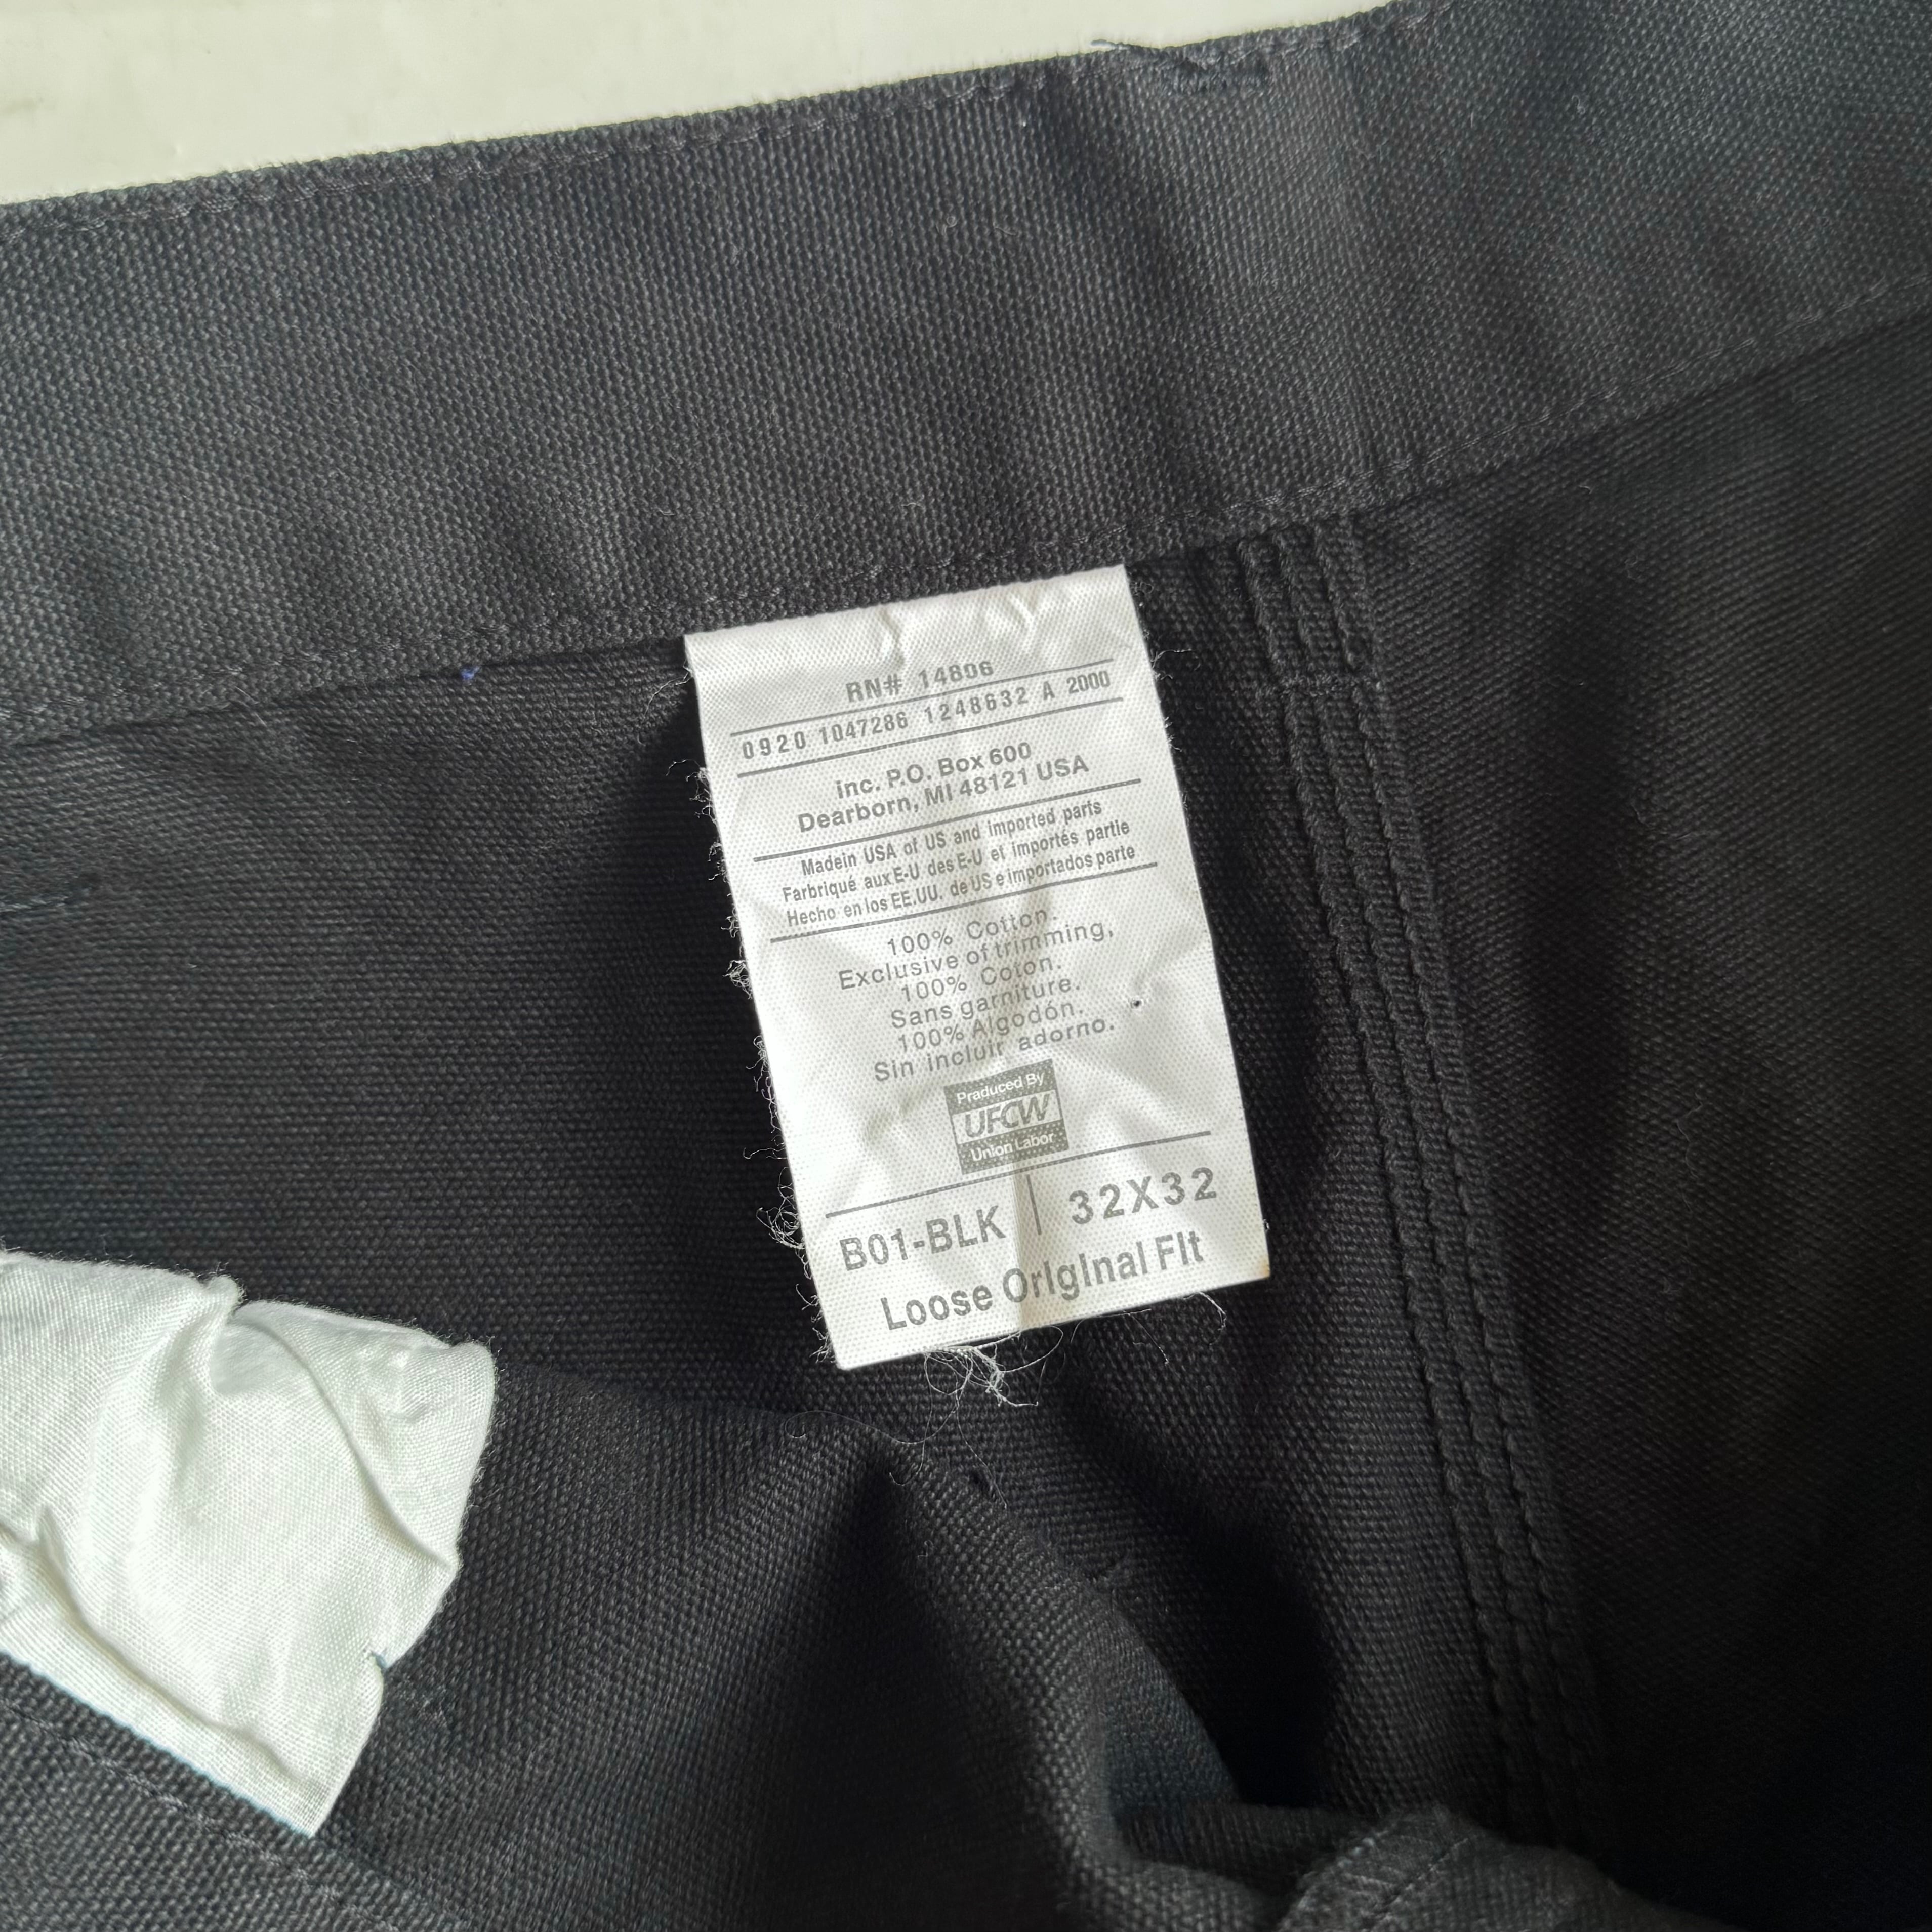 RN# 14806
0920 1047286 1248632 A 2000
inc. P.O. Box 600
Dearborn, MI 48121 USA
Madein USA of US and imported parts
Farbriqué aux E-U des E-U et importés partie
Hecho en los EE.UU. de US e importados parte
100% Cotton.
Exclusive of trimming,
100% Coton.
Sans garniture.
100% Algodón.
Sin incluir adorno.
Praduced By
UFCW
Union Labor
B01-BLK | 32X32
Loose OrIgInal FIt